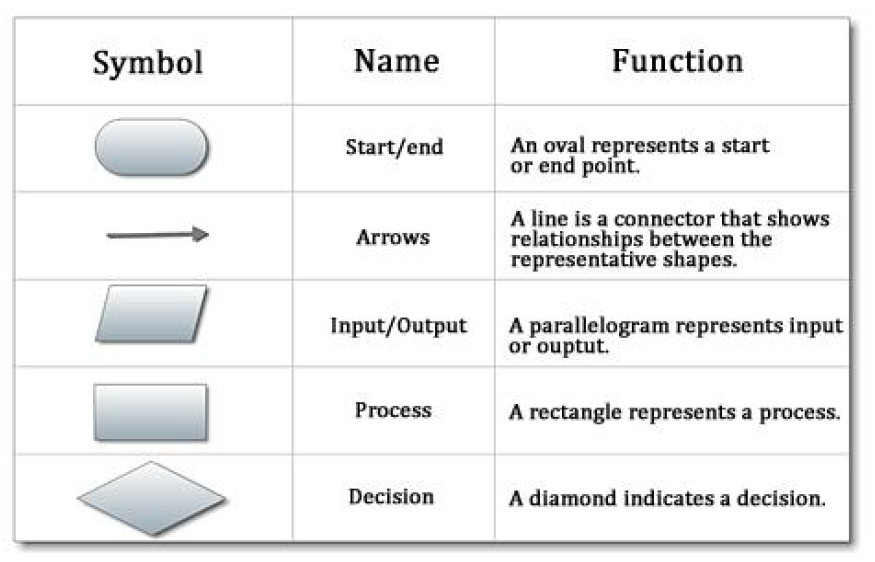 Symbol Name Function
Start/end
An oval represents a start
or end point.
Arrows
A line is a connector that shows
relationships between the
representative shapes.
Input/Output
A parallelogram represents input
or ouptut.
Process
A rectangle represents a process.
Decision
A diamond indicates a decision.